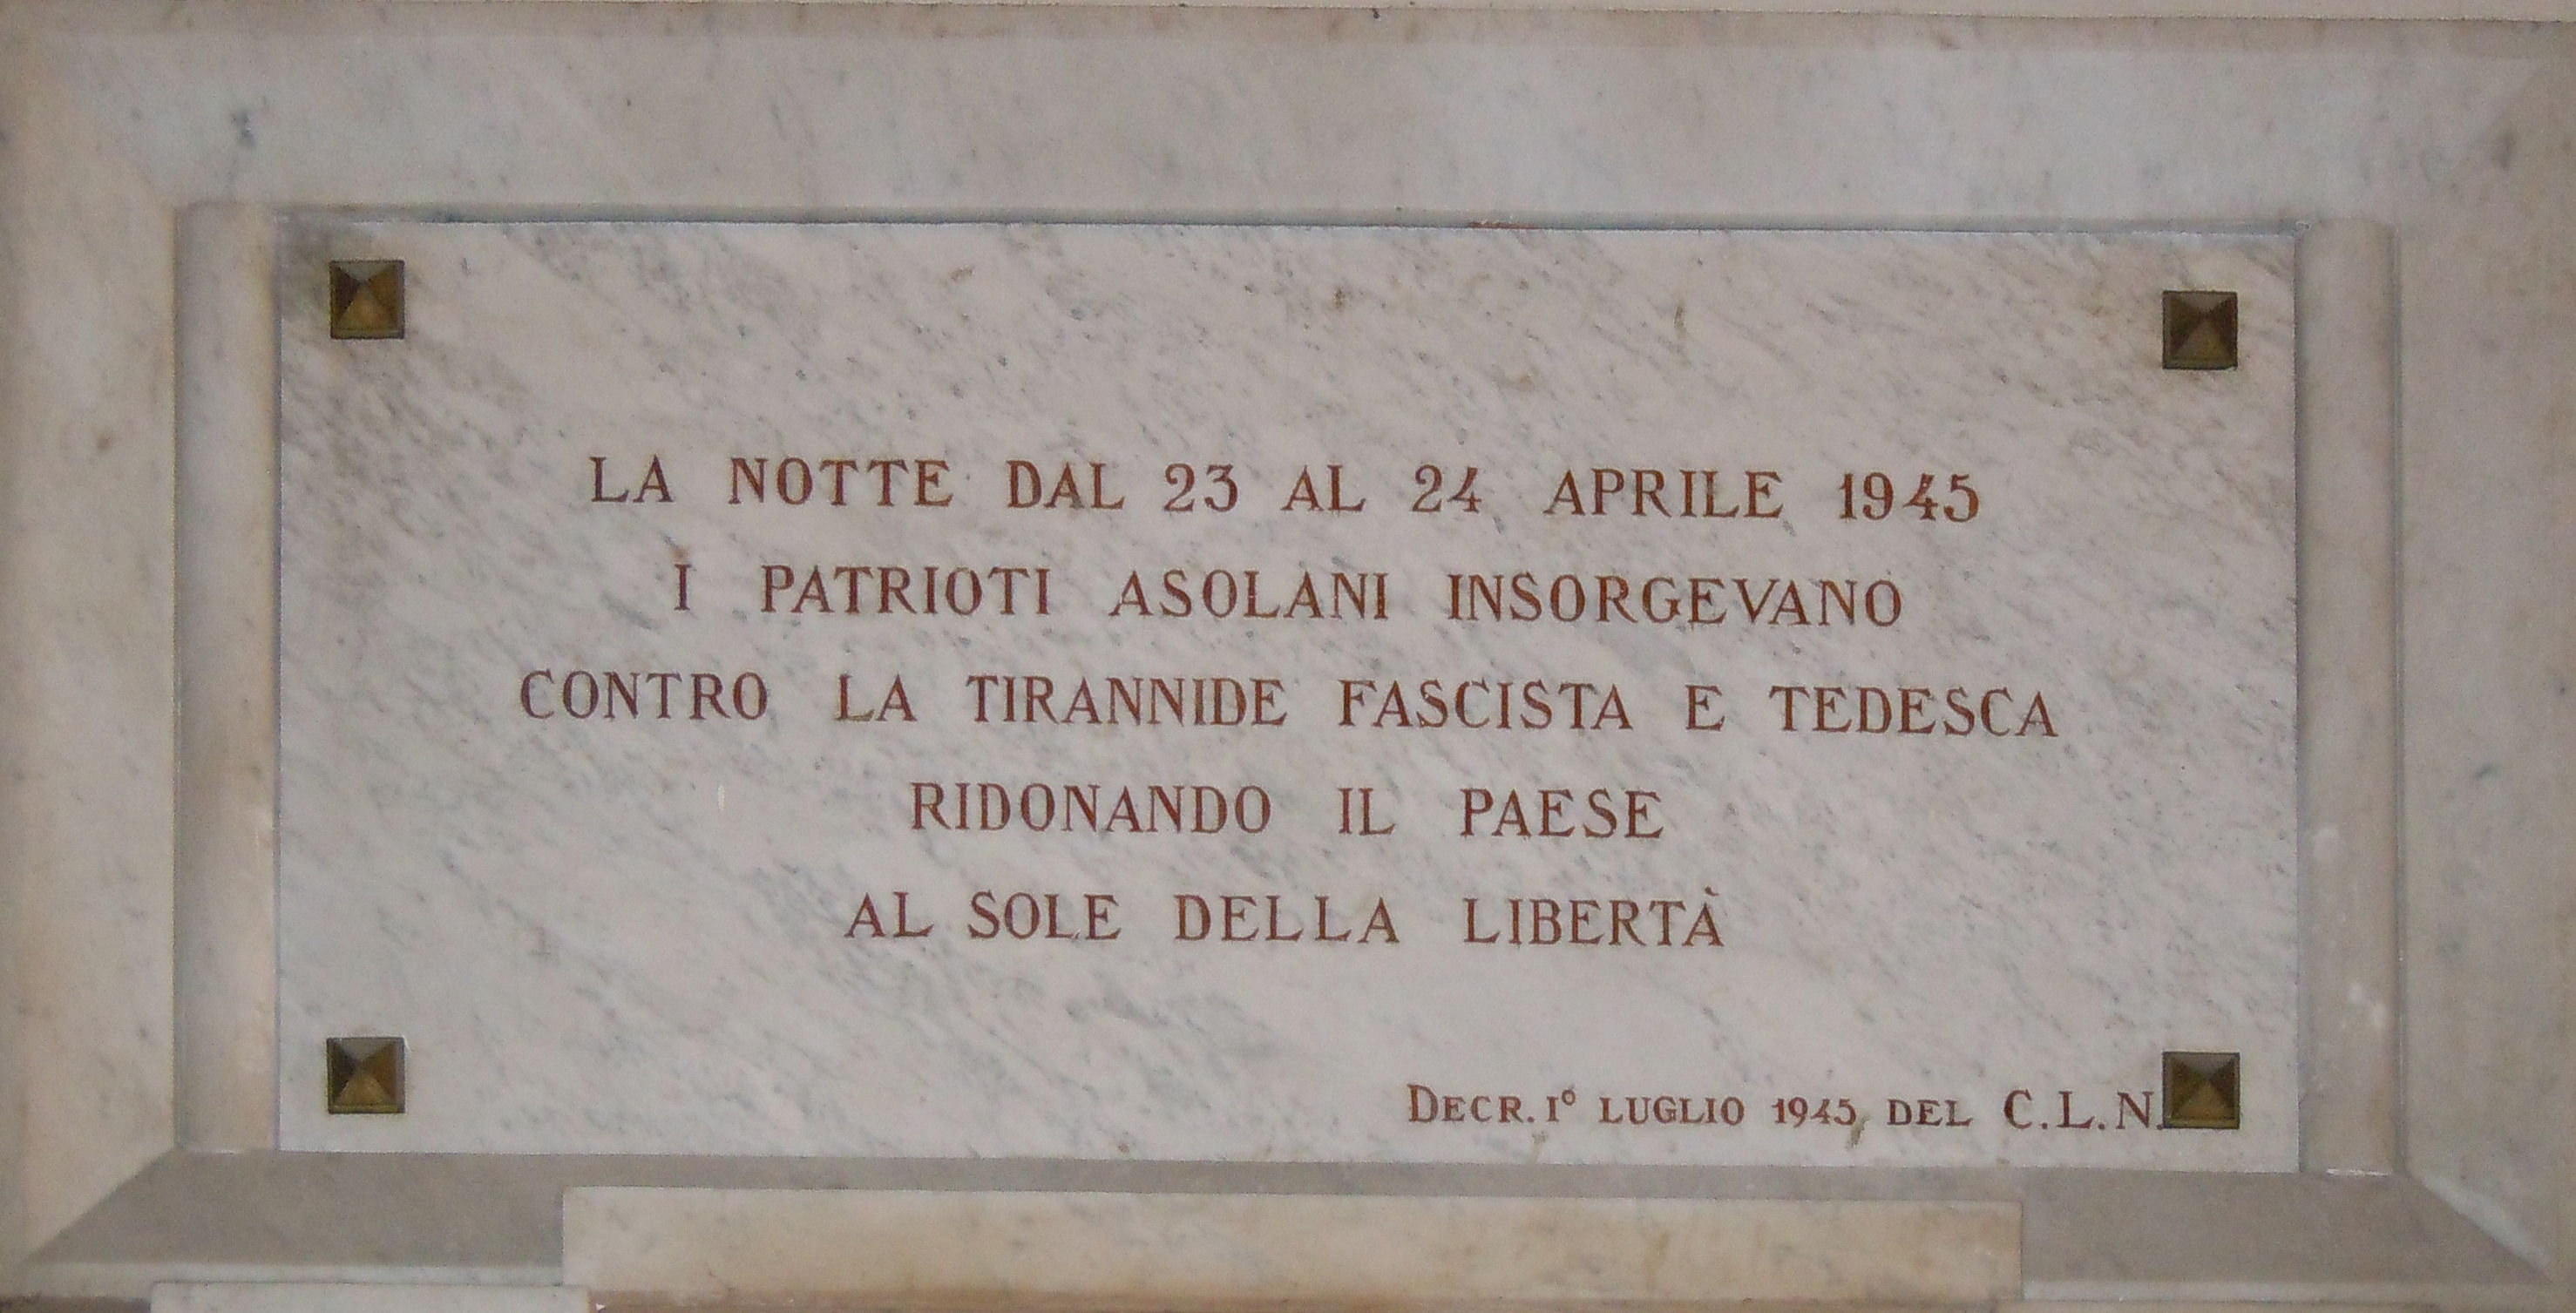 LA NOTTE DAL 23 AL 24 APRILE 1945
I PATRIOTI ASOLANI INSORGEVANO
CONTRO LA TIRANNIDE FASCISTA E TEDESCA
RIDONANDO IL PAESE
AL SOLE DELLA LIBERTÀ
DECR. 1º LUGLIO 1945 DEL C.L.N.